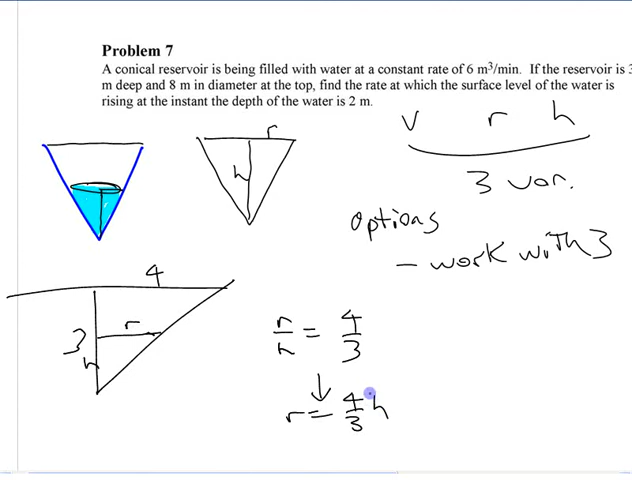 Problem 7
A conical reservoir is being filled with water at a constant rate of 6 m³/min. If the reservoir is 3
m deep and 8 m in diameter at the top, find the rate at which the surface level of the water is
rising at the instant the depth of the water is 2 m.
V r h
3 var.
options
- work with 3
r
h
4
r
3
h
r/h = 4/3
↓
r = 4/3 h